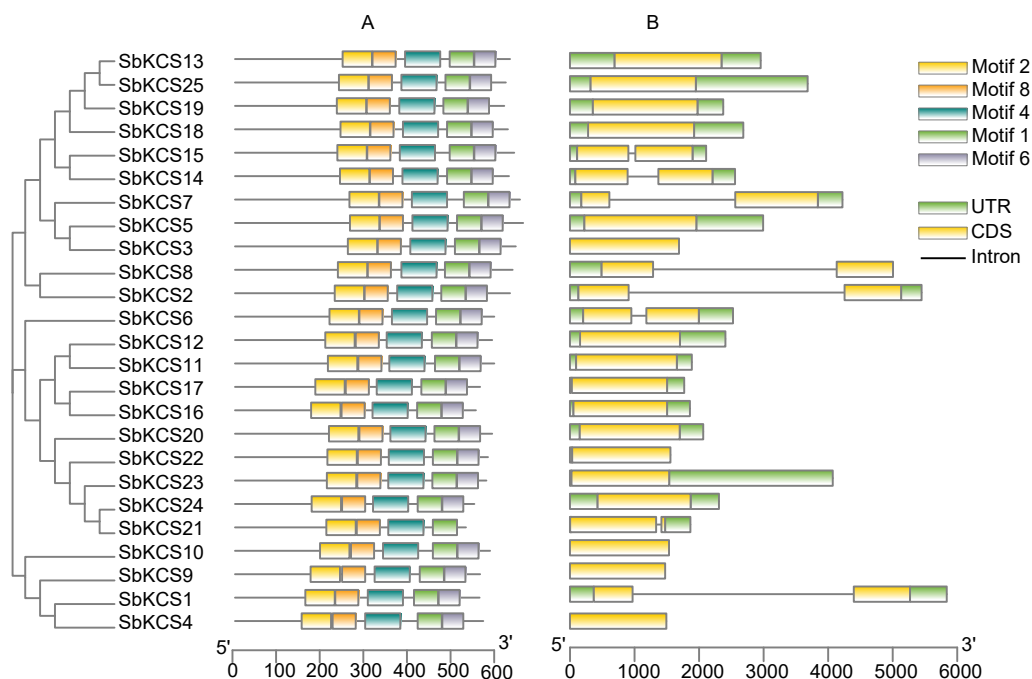 A
B
SbKCS13
SbKCS25
SbKCS19
SbKCS18
SbKCS15
SbKCS14
SbKCS7
SbKCS5
SbKCS3
SbKCS8
SbKCS2
SbKCS6
SbKCS12
SbKCS11
SbKCS17
SbKCS16
SbKCS20
SbKCS22
SbKCS23
SbKCS24
SbKCS21
SbKCS10
SbKCS9
SbKCS1
SbKCS4
Motif 2
Motif 8
Motif 4
Motif 1
Motif 6
UTR
CDS
Intron
5' 3'
0 100 200 300 400 500 600
5' 3'
0 1000 2000 3000 4000 5000 6000